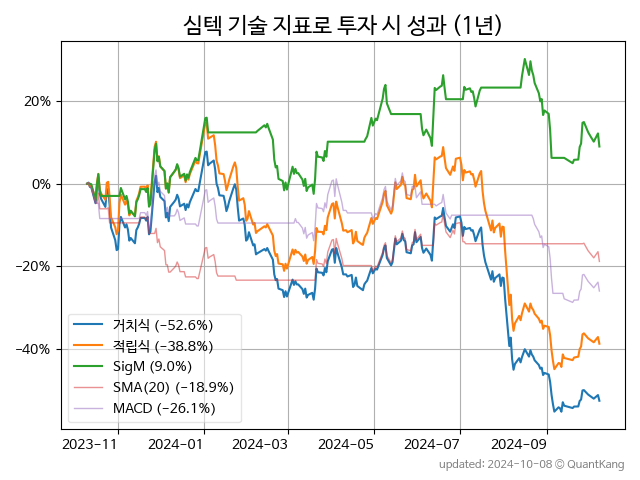 심텍 기술 지표로 투자 시 성과 (1년)
20%
0%
−20%
−40%
거치식 (−52.6%)
적립식 (−38.8%)
SigM (9.0%)
SMA(20) (−18.9%)
MACD (−26.1%)
2023-11 2024-01 2024-03 2024-05 2024-07 2024-09
updated: 2024-10-08 © QuantKang